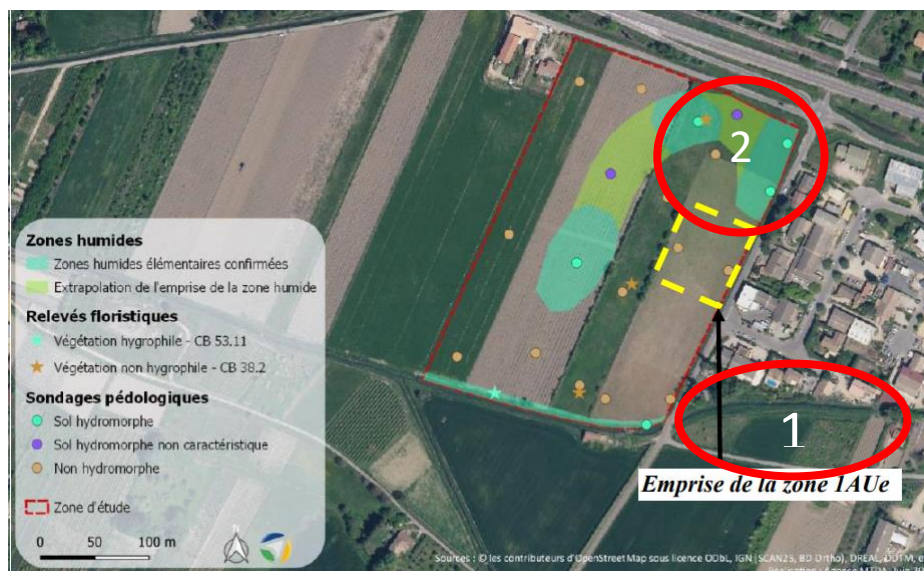 2
Zones humides
Zones humides élémentaires confirmées
Extrapolation de l'emprise de la zone humide
Relevés floristiques
Végétation hygrophile - CB 53.11
Végétation non hygrophile - CB 38.2
Sondages pédologiques
Sol hydromorphe
Sol hydromorphe non caractéristique
Non hydromorphe
Zone d'étude
0 50 100 m
N
1
Emprise de la zone 1AUe
Sources : © les contributeurs d'OpenStreetMap sous licence ODbL, IGN (SCAN25, BD Ortho), DREAL, DDTM,